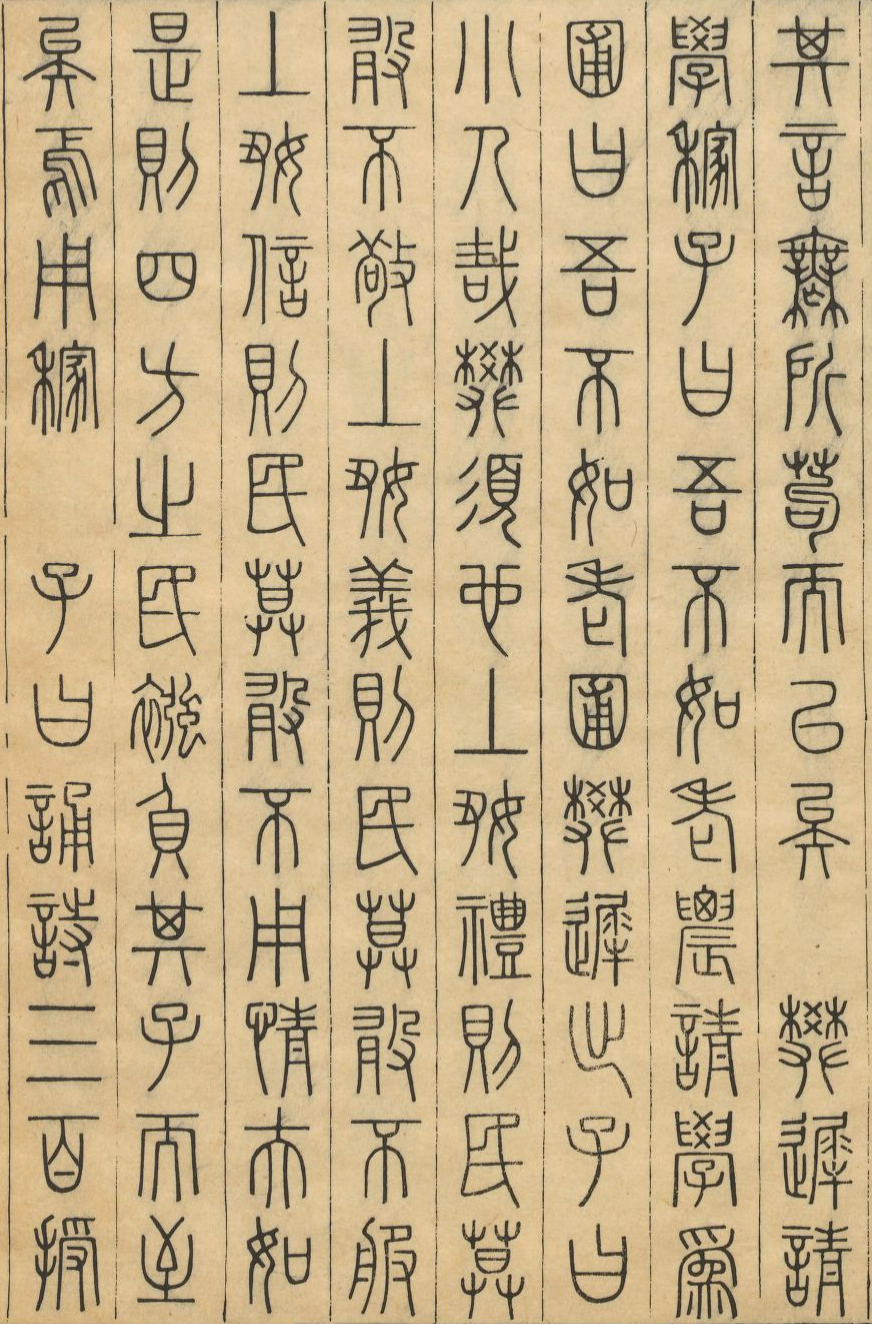 其言無所苟而已矣　樊遟請
學稼子曰吾不如老農請學爲
圃曰吾不如老圃樊遟出子曰
小人哉樊須也上好禮則民莫
敢不敬上好義則民莫敢不服
上好信則民莫敢不用情夫如
是則四方之民襁負其子而至
矣焉用稼　子曰誦詩三百授